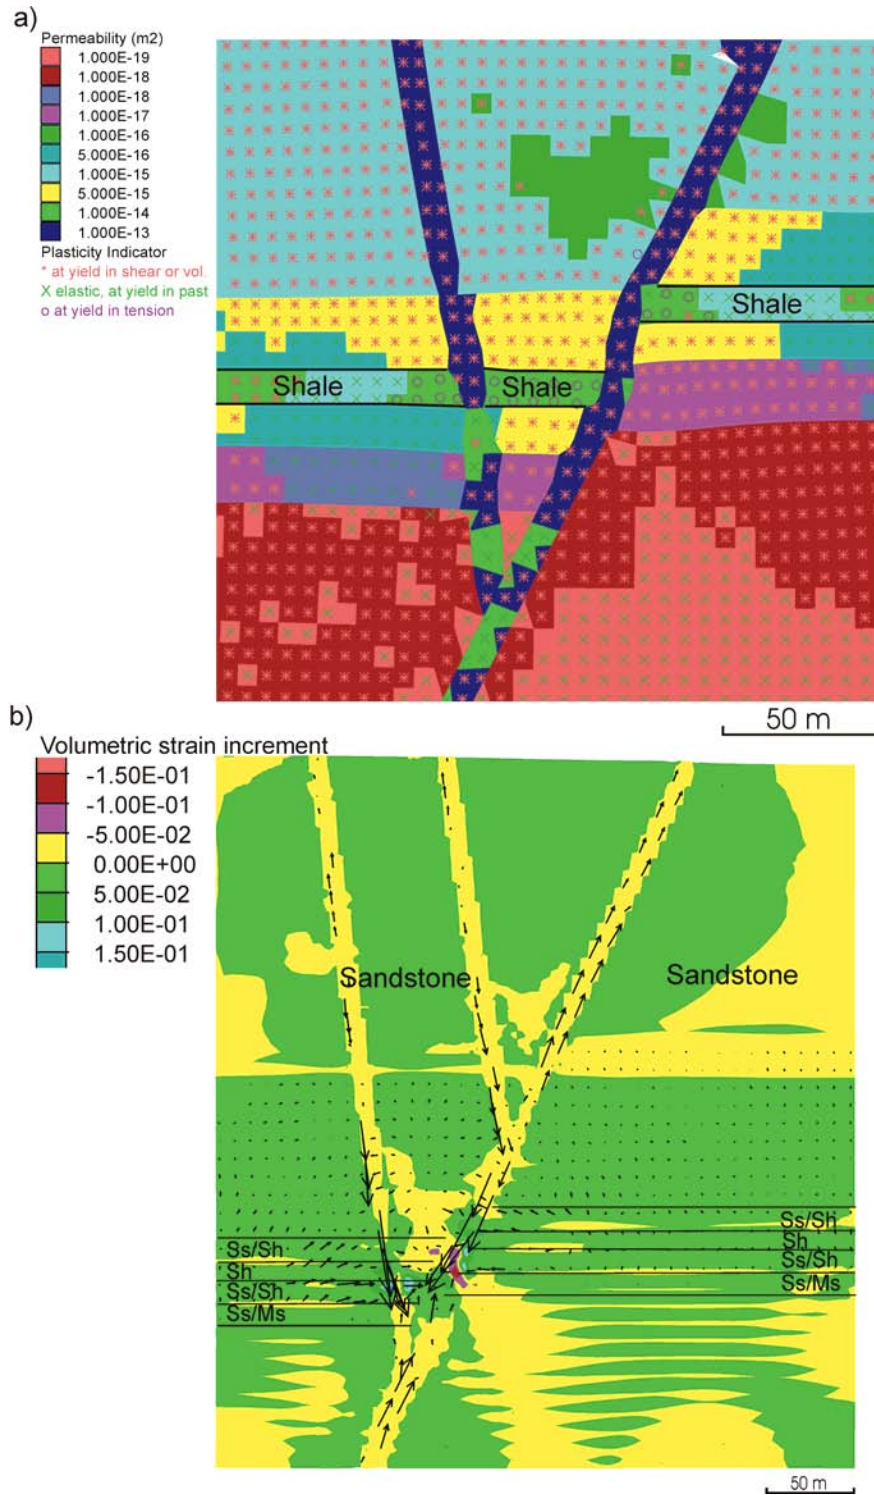 a)
Permeability (m2)
1.000E-19
1.000E-18
1.000E-18
1.000E-17
1.000E-16
5.000E-16
1.000E-15
5.000E-15
1.000E-14
1.000E-13
Plasticity Indicator
* at yield in shear or vol.
X elastic, at yield in past
o at yield in tension
Shale
Shale
Shale
50 m
b)
Volumetric strain increment
-1.50E-01
-1.00E-01
-5.00E-02
0.00E+00
5.00E-02
1.00E-01
1.50E-01
Sandstone
Sandstone
Ss/Sh
Sh
Ss/Sh
Ss/Ms
Ss/Sh
Sh
Ss/Sh
Ss/Ms
50 m